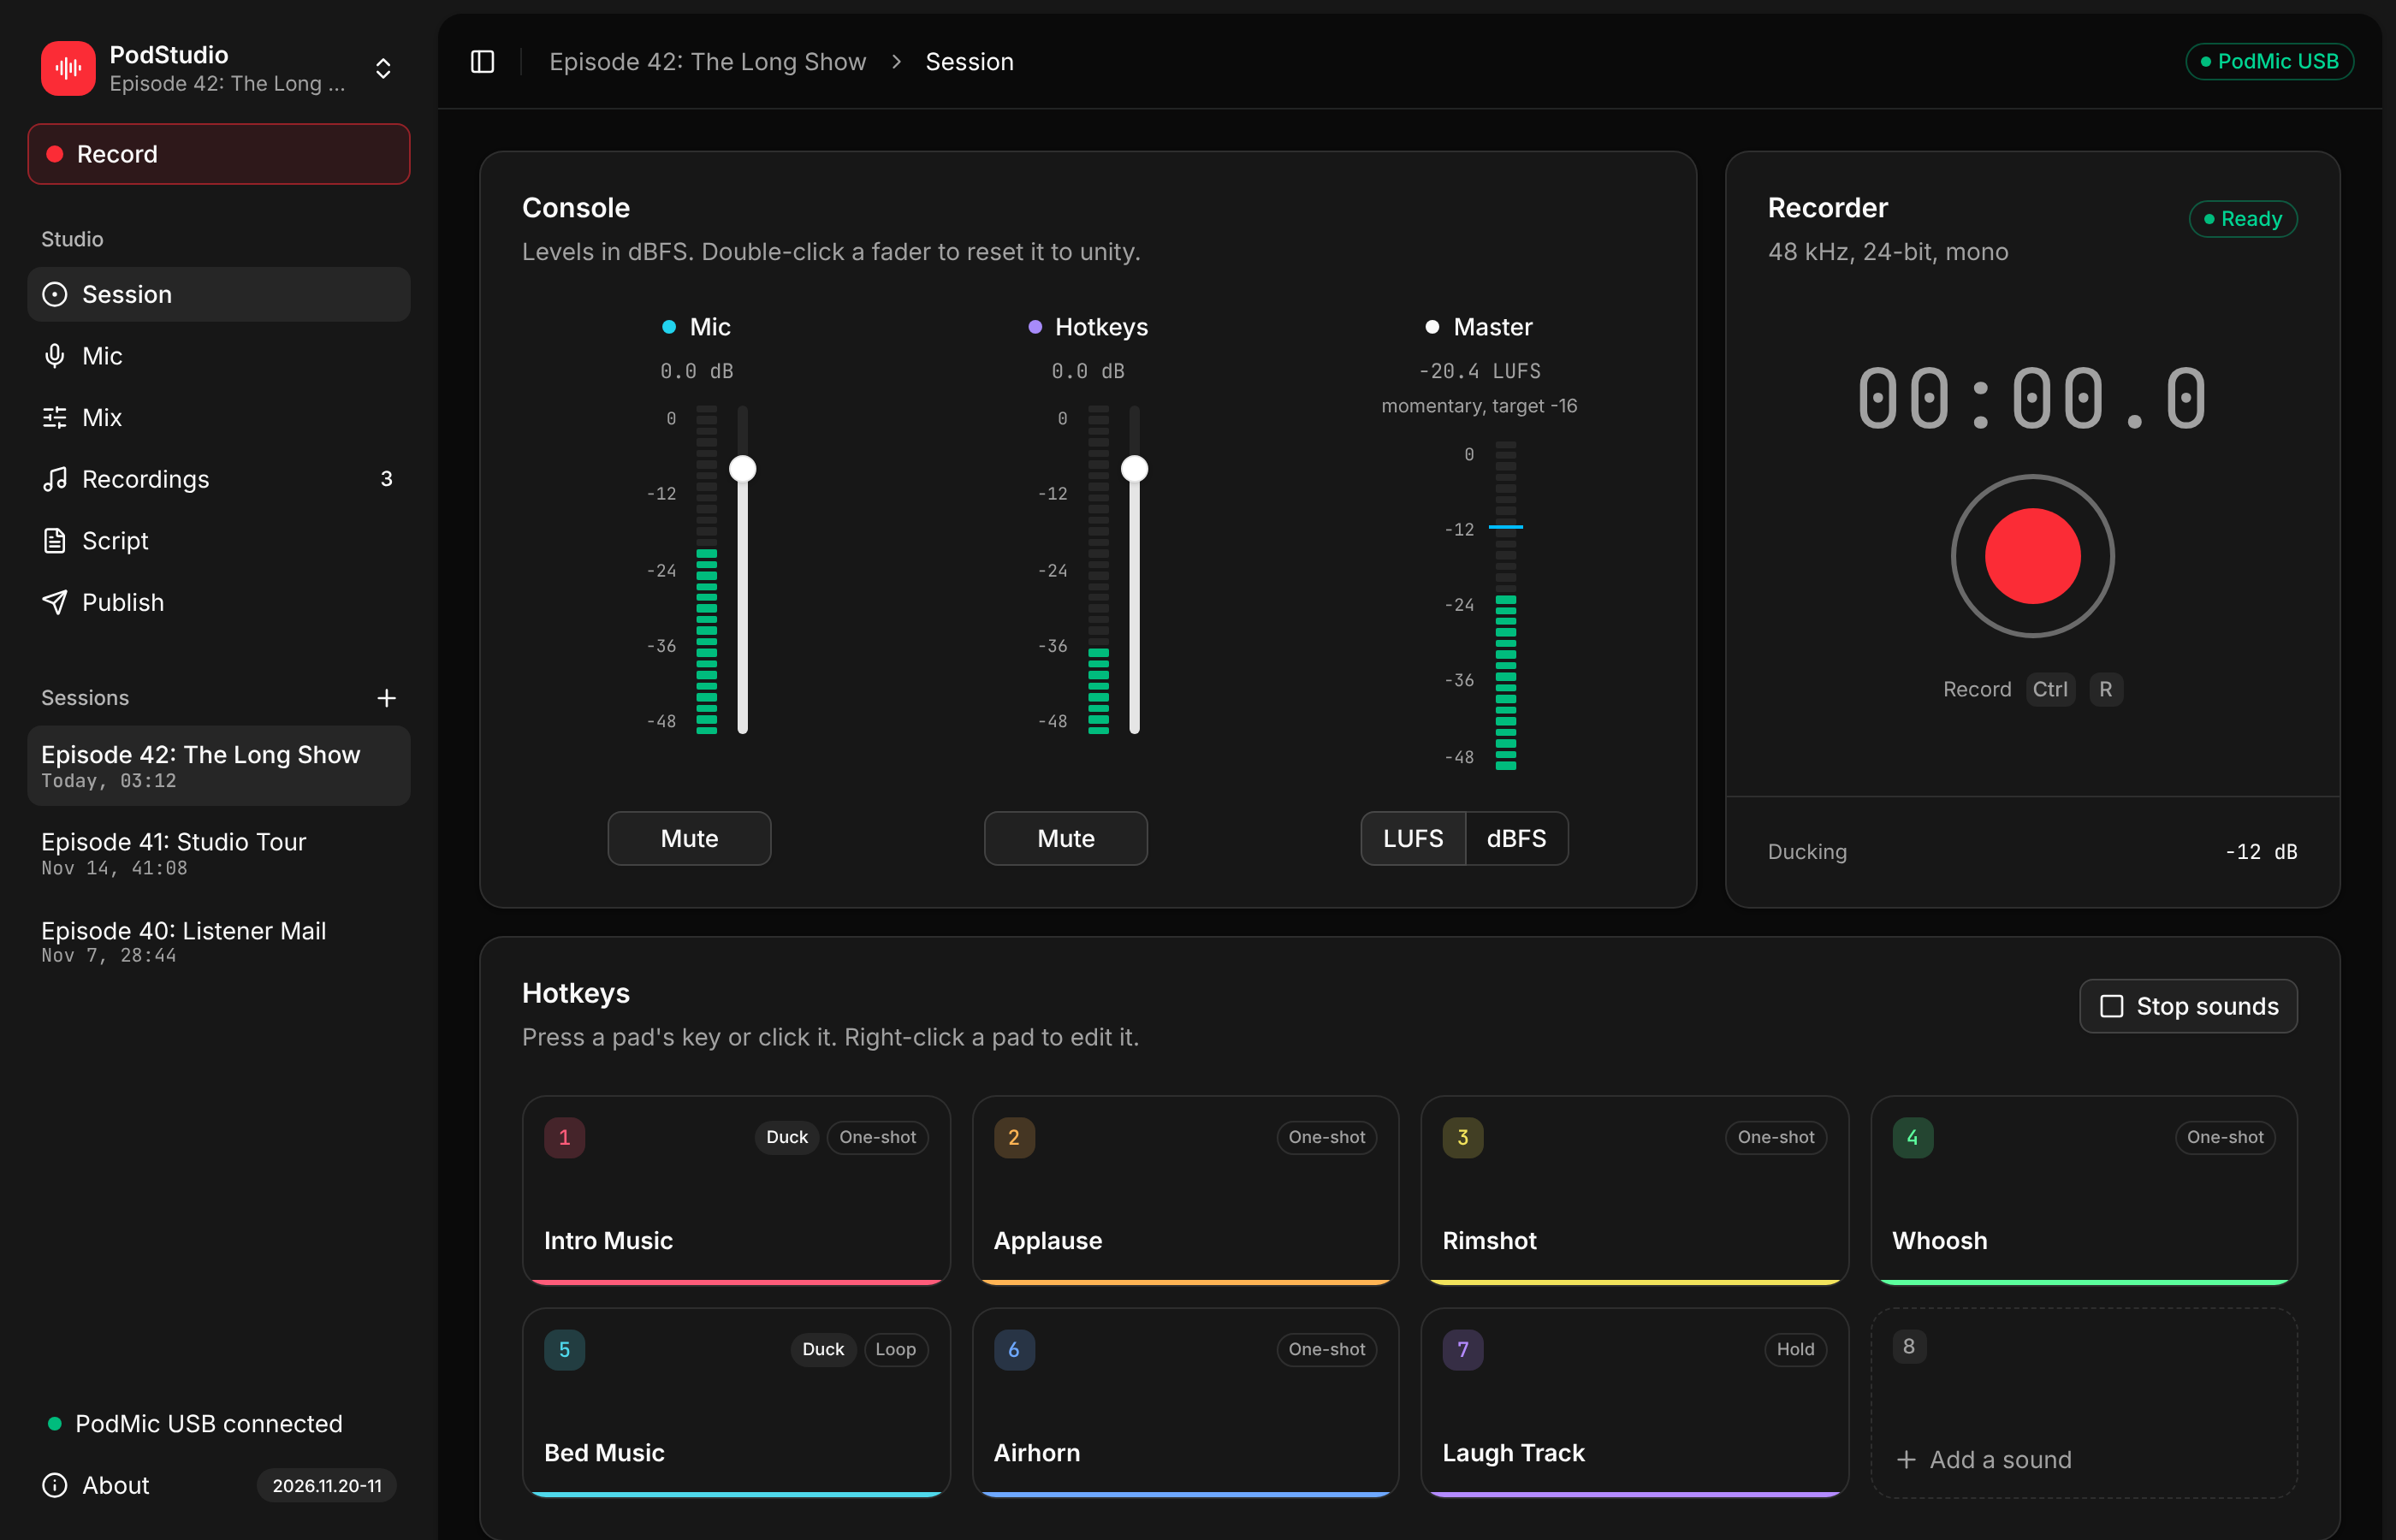 PodStudio
Episode 42: The Long ...
Record
Studio
Session
Mic
Mix
Recordings 3
Script
Publish
Sessions
Episode 42: The Long Show
Today, 03:12
Episode 41: Studio Tour
Nov 14, 41:08
Episode 40: Listener Mail
Nov 7, 28:44
PodMic USB connected
About 2026.11.20-11
Episode 42: The Long Show > Session
PodMic USB
Console
Levels in dBFS. Double-click a fader to reset it to unity.
Mic
0.0 dB
0
-12
-24
-36
-48
Mute
Hotkeys
0.0 dB
0
-12
-24
-36
-48
Mute
Master
-20.4 LUFS
momentary, target -16
0
-12
-24
-36
-48
LUFS dBFS
Recorder
48 kHz, 24-bit, mono
Ready
00:00.0
Record Ctrl R
Ducking -12 dB
Hotkeys
Press a pad's key or click it. Right-click a pad to edit it.
Stop sounds
1 Duck One-shot
Intro Music
2 One-shot
Applause
3 One-shot
Rimshot
4 One-shot
Whoosh
5 Duck Loop
Bed Music
6 One-shot
Airhorn
7 Hold
Laugh Track
8
Add a sound